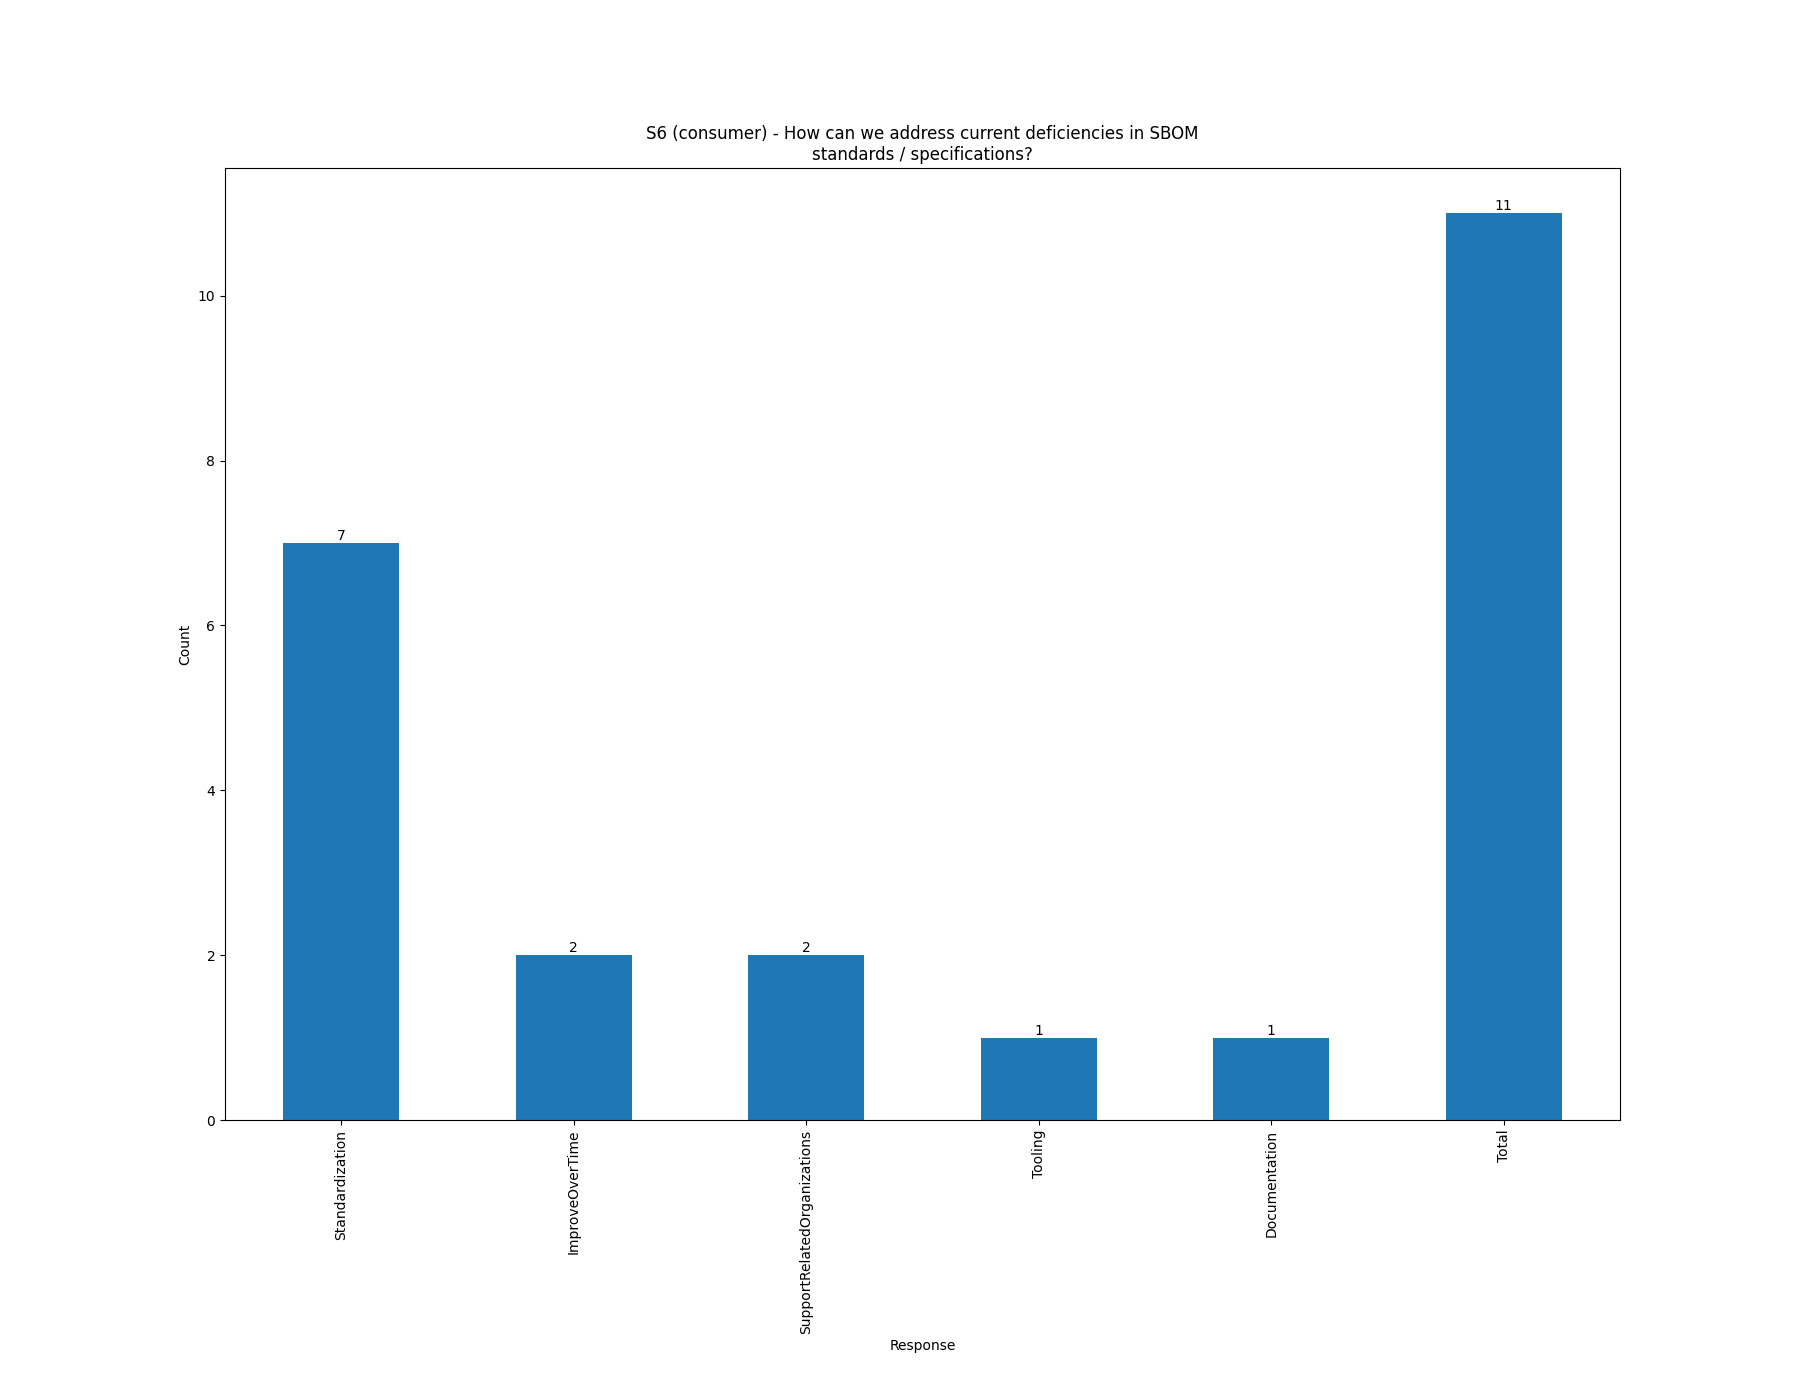 S6 (consumer) - How can we address current deficiencies in SBOM
standards / specifications?
Count
10
8
6
4
2
0
7
2
2
1
1
11
Standardization
ImproveOverTime
SupportRelatedOrganizations
Tooling
Documentation
Total
Response